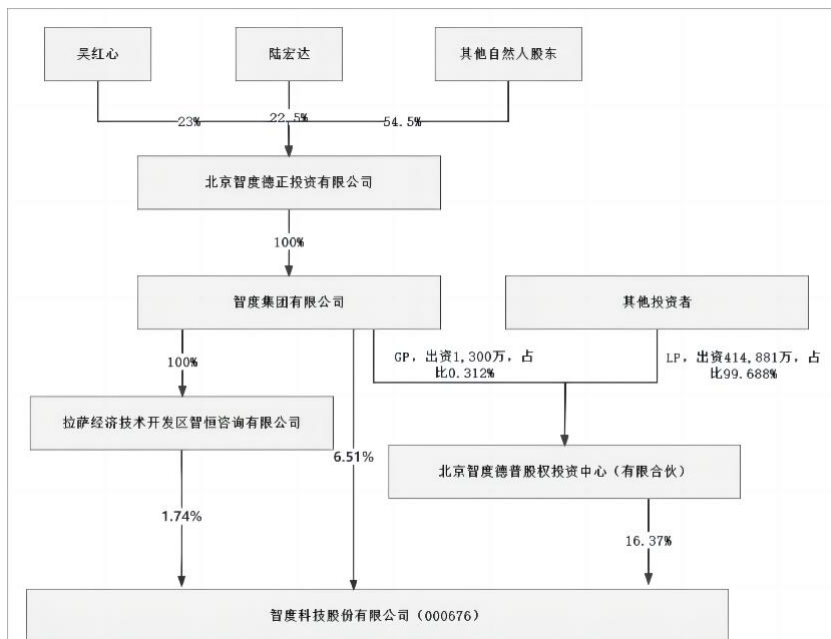 吴红心
陆宏达
其他自然人股东
23%
22.5%
54.5%
北京智度德正投资有限公司
100%
智度集团有限公司
其他投资者
100%
GP, 出资1,300万, 占
比0.312%
LP, 出资414,881万, 占
比99.688%
拉萨经济技术开发区智恒咨询有限公司
6.51%
北京智度德普股权投资中心（有限合伙）
1.74%
16.37%
智度科技股份有限公司（000676）